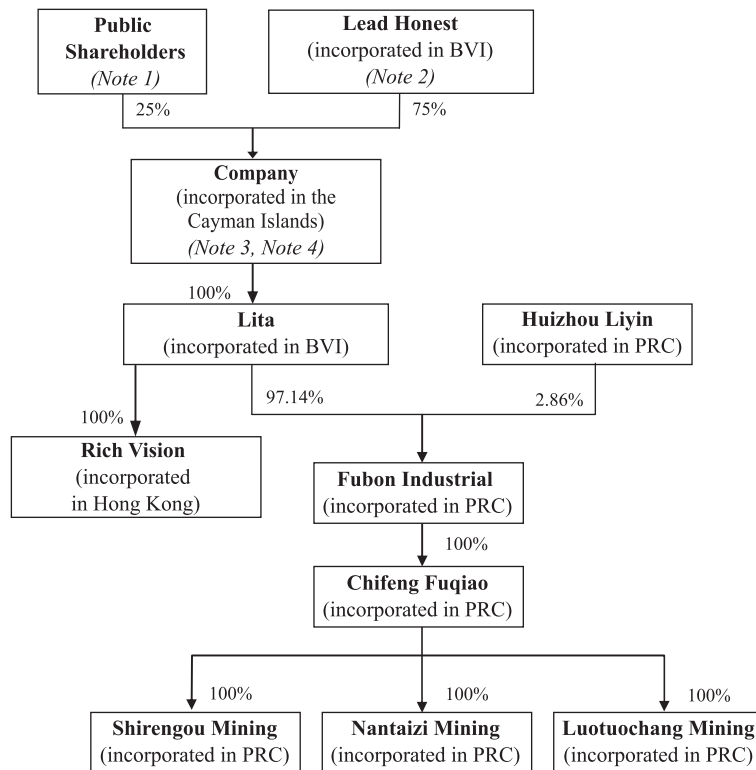 Public
Shareholders
(Note 1)
Lead Honest
(incorporated in BVI)
(Note 2)
25%
75%
Company
(incorporated in the
Cayman Islands)
(Note 3, Note 4)
100%
Lita
(incorporated in BVI)
Huizhou Liyin
(incorporated in PRC)
97.14%
2.86%
100%
Rich Vision
(incorporated
in Hong Kong)
Fubon Industrial
(incorporated in PRC)
100%
Chifeng Fuqiao
(incorporated in PRC)
100%
100%
100%
Shirengou Mining
(incorporated in PRC)
Nantaizi Mining
(incorporated in PRC)
Luotuochang Mining
(incorporated in PRC)